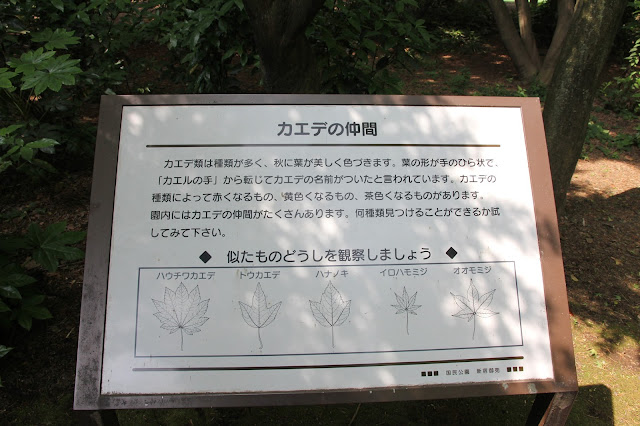 カエデの仲間
カエデ類は種類が多く、秋に葉が美しく色づきます。葉の形が手のひら状で、
「カエルの手」から転じてカエデの名前がついたと言われています。カエデの
種類によって赤くなるもの、黄色くなるもの、茶色くなるものがあります。
園内にはカエデの仲間がたくさんあります。何種類見つけることができるか試
してみて下さい。
◆ 似たものどうしを観察しましょう ◆
ハウチワカエデ トウカエデ ハナノキ イロハモミジ オオモミジ
■■■ 国民公園 新宿御苑 ■■■